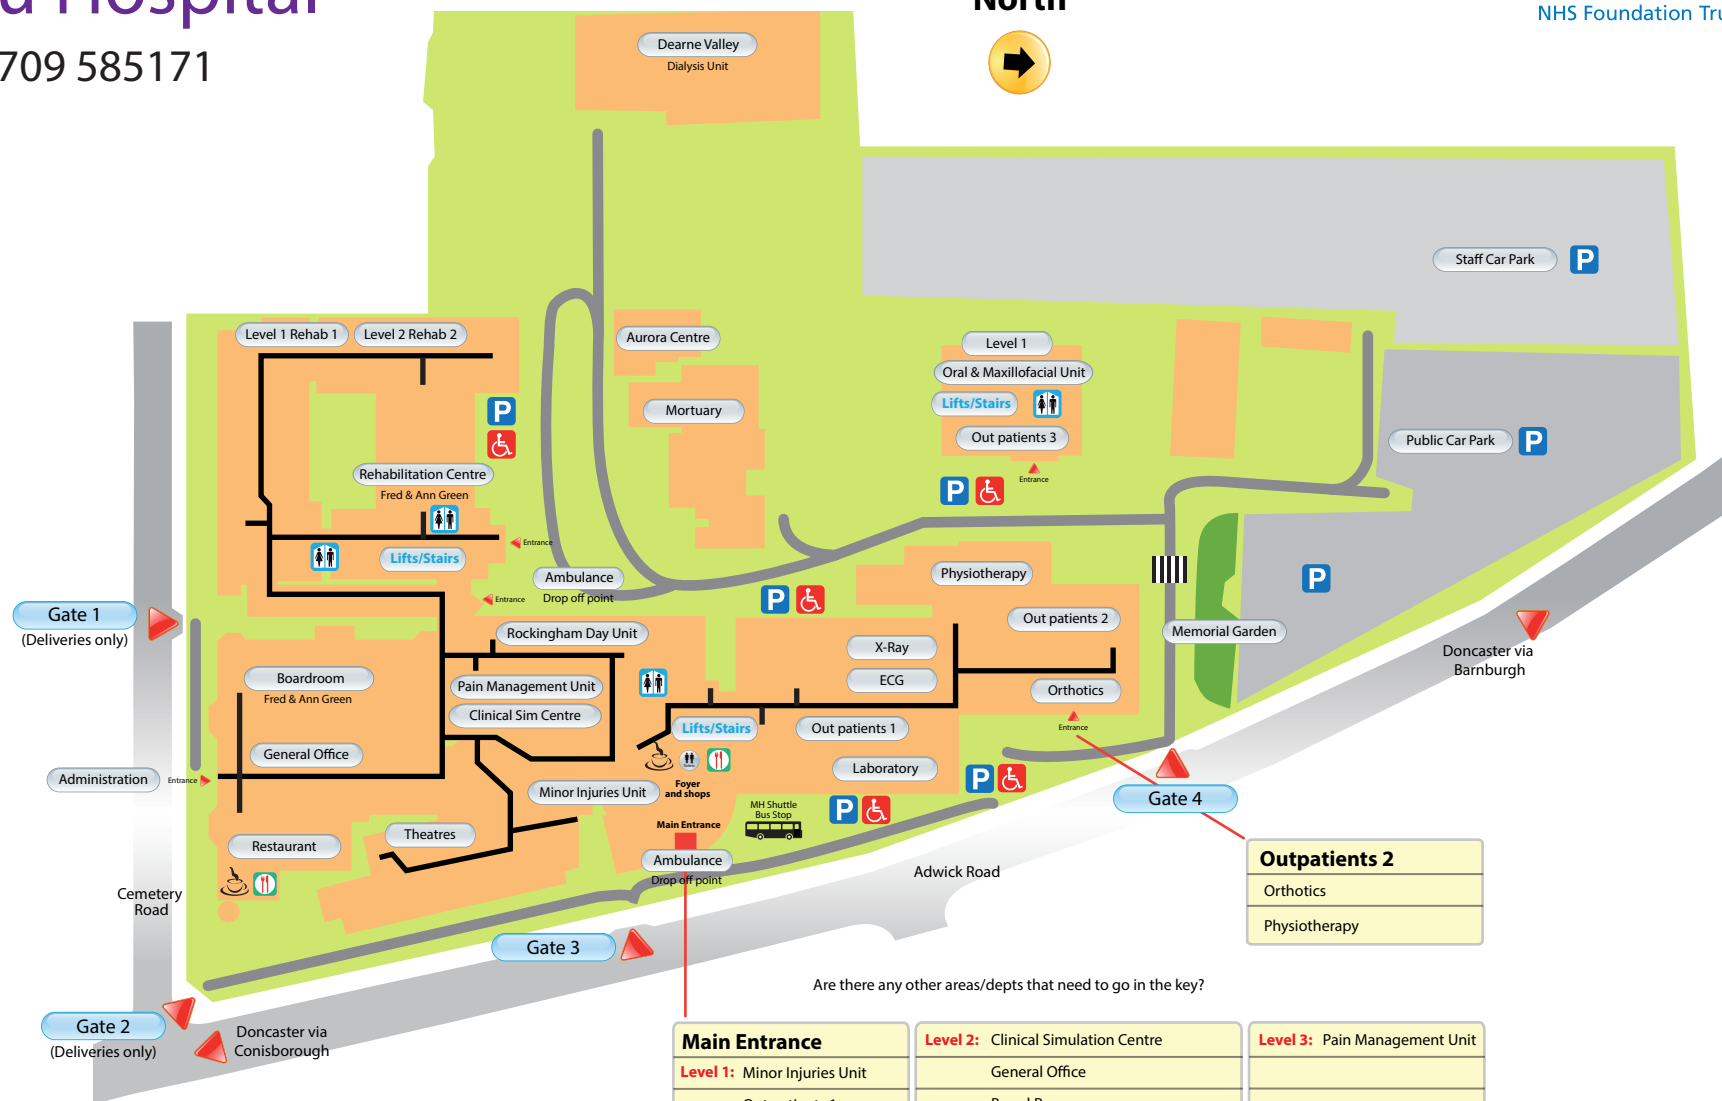 Hospital
North
NHS Foundation Tru
709 585171
Dearne Valley
Dialysis Unit
Staff Car Park
P
Level 1 Rehab 1
Level 2 Rehab 2
Aurora Centre
Level 1
Oral & Maxillofacial Unit
Lifts/Stairs
Out patients 3
Entrance
P
Mortuary
P
Public Car Park
P
Rehabilitation Centre
Fred & Ann Green
Lifts/Stairs
Entrance
Entrance
Ambulance
Drop off point
P
Physiotherapy
P
Gate 1
(Deliveries only)
Rockingham Day Unit
Out patients 2
Memorial Garden
Doncaster via
Barnburgh
X-Ray
ECG
Boardroom
Fred & Ann Green
Pain Management Unit
Clinical Sim Centre
Orthotics
Entrance
Lifts/Stairs
Out patients 1
General Office
Administration
Entrance
Laboratory
P
Foyer
and shops
Minor Injuries Unit
MH Shuttle
Bus Stop
P
Gate 4
Main Entrance
Theatres
Restaurant
Ambulance
Drop off point
Adwick Road
Cemetery
Road
Outpatients 2
Orthotics
Physiotherapy
Gate 3
Are there any other areas/depts that need to go in the key?
Gate 2
(Deliveries only)
Doncaster via
Conisborough
Main Entrance
Level 1: Minor Injuries Unit
Level 2: Clinical Simulation Centre
General Office
Level 3: Pain Management Unit